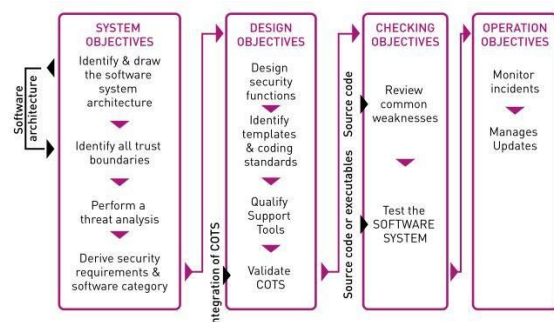 SYSTEM
OBJECTIVES
Identify & draw
the software
system
architecture
Identify all trust
boundaries
Perform a
threat analysis
Derive security
requirements &
software category
Software
architecture
DESIGN
OBJECTIVES
Design
security
functions
Identify
templates
& coding
standards
Qualify
Support
Tools
Validate
COTS
Integration of COTS
CHECKING
OBJECTIVES
Review
common
weaknesses
Test the
SOFTWARE
SYSTEM
Source code
Source code or executables
OPERATION
OBJECTIVES
Monitor
incidents
Manages
Updates